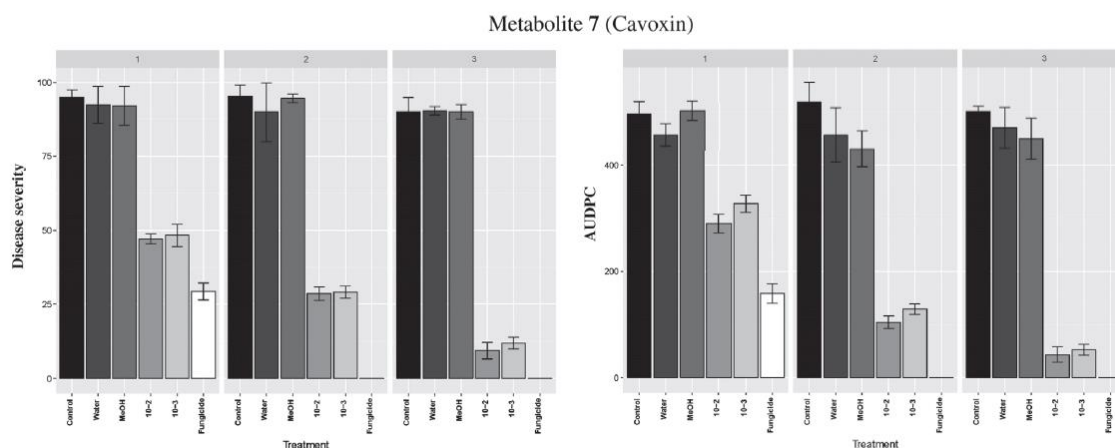 Metabolite 7 (Cavoxin)
1 2 3
Disease severity
100
75
50
25
0
Control
Water
MeOH
10-2
10-3
Fungicide
Control
Water
MeOH
10-2
10-3
Fungicide
Control
Water
MeOH
10-2
10-3
Fungicide
Treatment
1 2 3
AUDPC
400
200
0
Control
Water
MeOH
10-2
10-3
Fungicide
Control
Water
MeOH
10-2
10-3
Fungicide
Control
Water
MeOH
10-2
10-3
Fungicide
Treatment